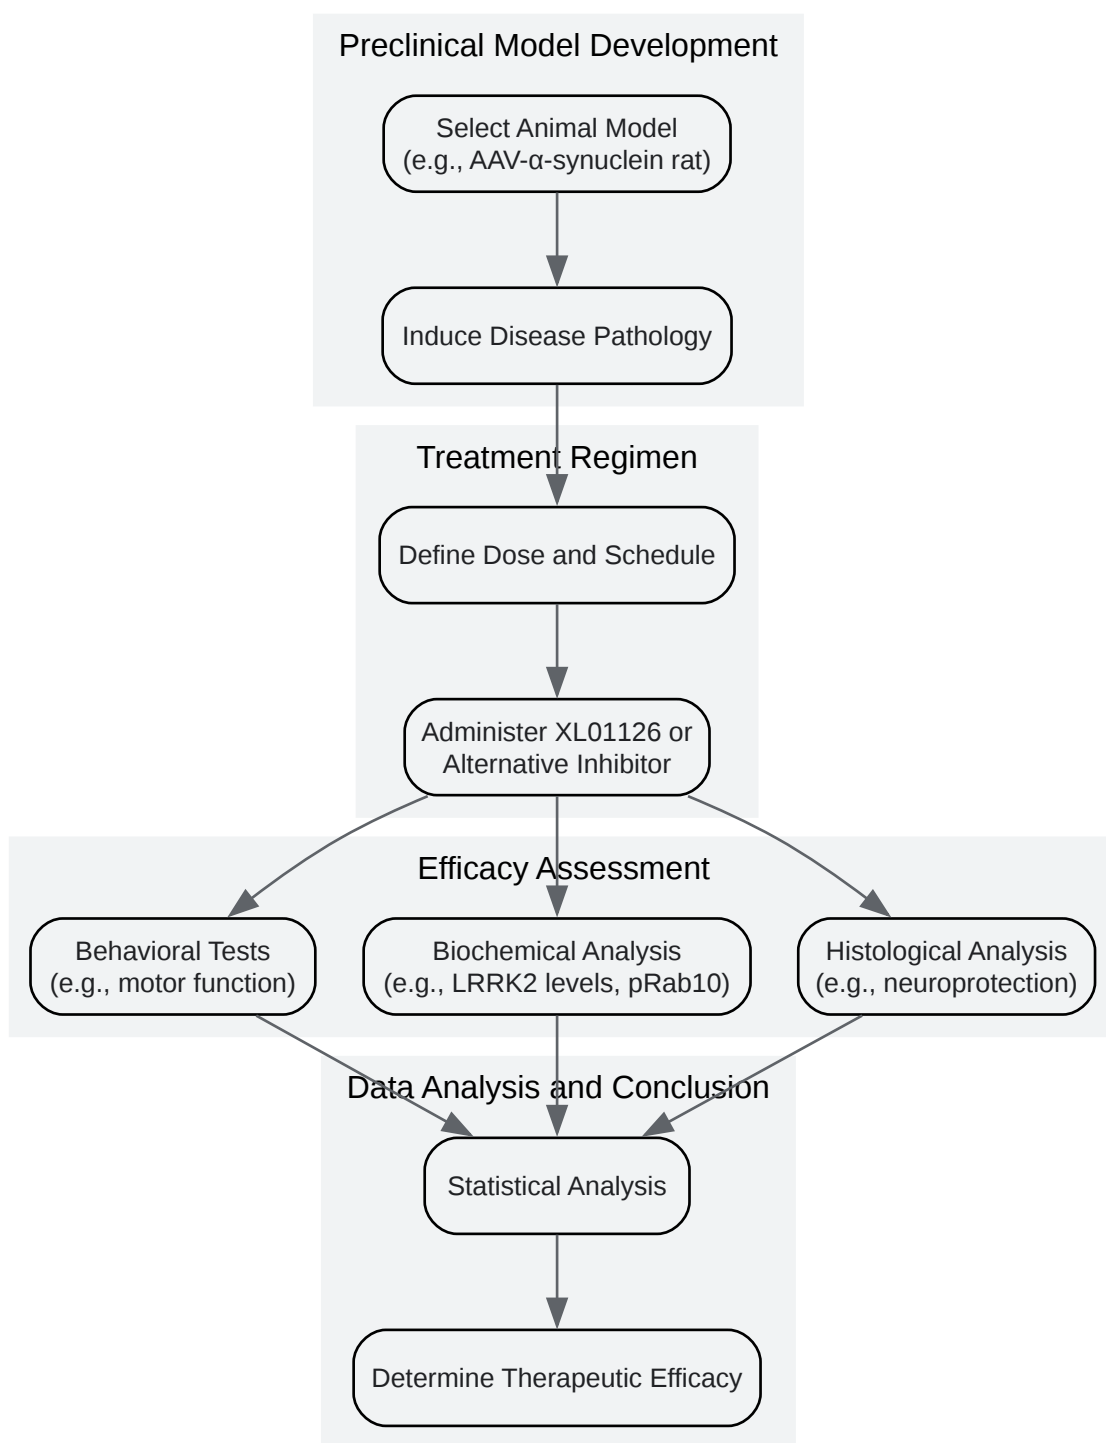 Preclinical Model Development
Select Animal Model
(e.g., AAV-α-synuclein rat)
Induce Disease Pathology
Treatment Regimen
Define Dose and Schedule
Administer XL01126 or
Alternative Inhibitor
Efficacy Assessment
Behavioral Tests
(e.g., motor function)
Biochemical Analysis
(e.g., LRRK2 levels, pRab10)
Histological Analysis
(e.g., neuroprotection)
Data Analysis and Conclusion
Statistical Analysis
Determine Therapeutic Efficacy